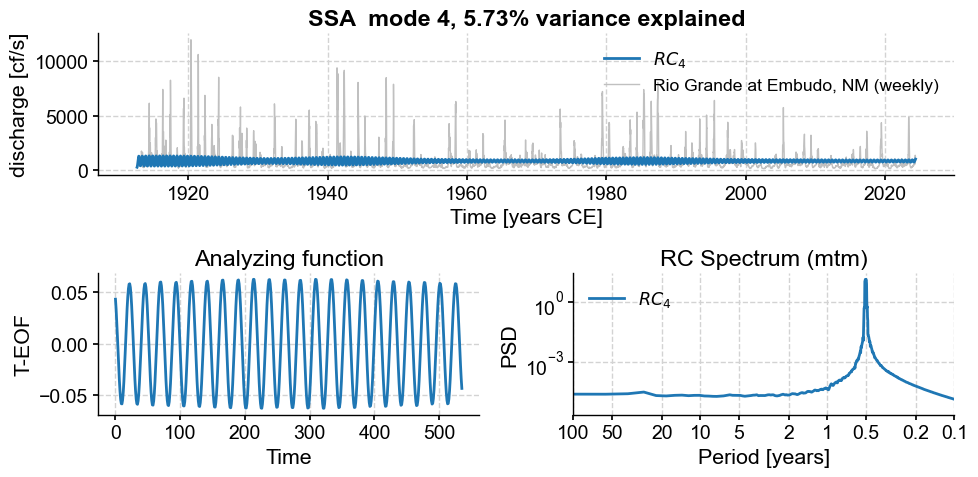 SSA  mode 4, 5.73% variance explained
discharge [cf/s]
10000
5000
0
RC₄
Rio Grande at Embudo, NM (weekly)
1920 1940 1960 1980 2000 2020
Time [years CE]
Analyzing function
T-EOF
0.05
0.00
−0.05
0 100 200 300 400 500
Time
RC Spectrum (mtm)
PSD
10⁰
10⁻³
RC₄
100 50 20 10 5 2 1 0.5 0.2 0.1
Period [years]